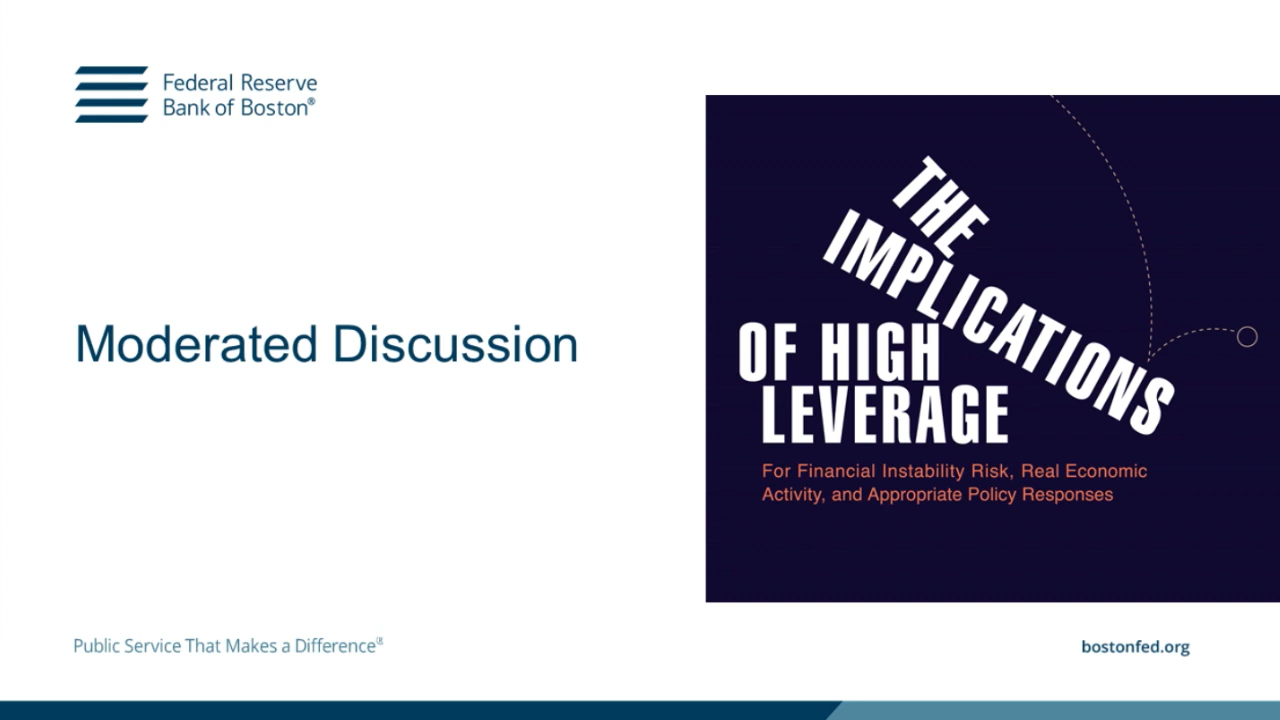 Federal Reserve
Bank of Boston®
Moderated Discussion
THE
IMPLICATIONS
OF HIGH
LEVERAGE
For Financial Instability Risk, Real Economic
Activity, and Appropriate Policy Responses
Public Service That Makes a Difference®
bostonfed.org